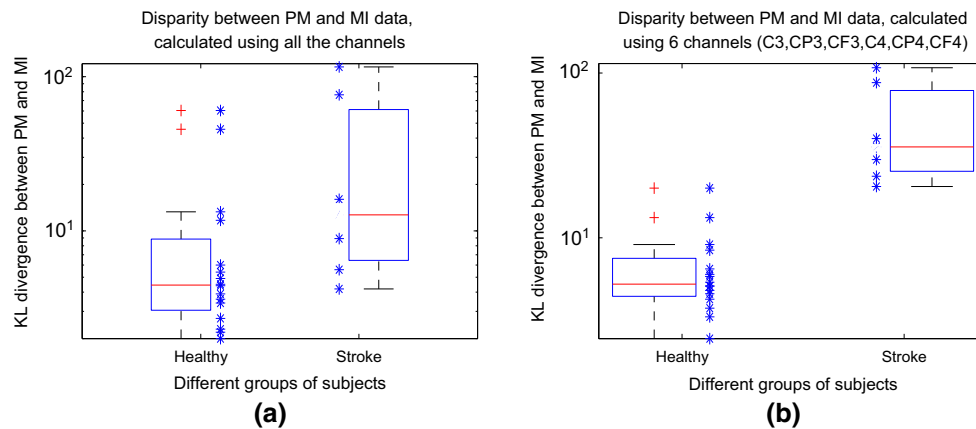 Disparity between PM and MI data,
calculated using all the channels
KL divergence between PM and MI
10^2
10^1
Healthy
Stroke
Different groups of subjects
(a)
Disparity between PM and MI data, calculated
using 6 channels (C3,CP3,CF3,C4,CP4,CF4)
KL divergence between PM and MI
10^2
10^1
Healthy
Stroke
Different groups of subjects
(b)